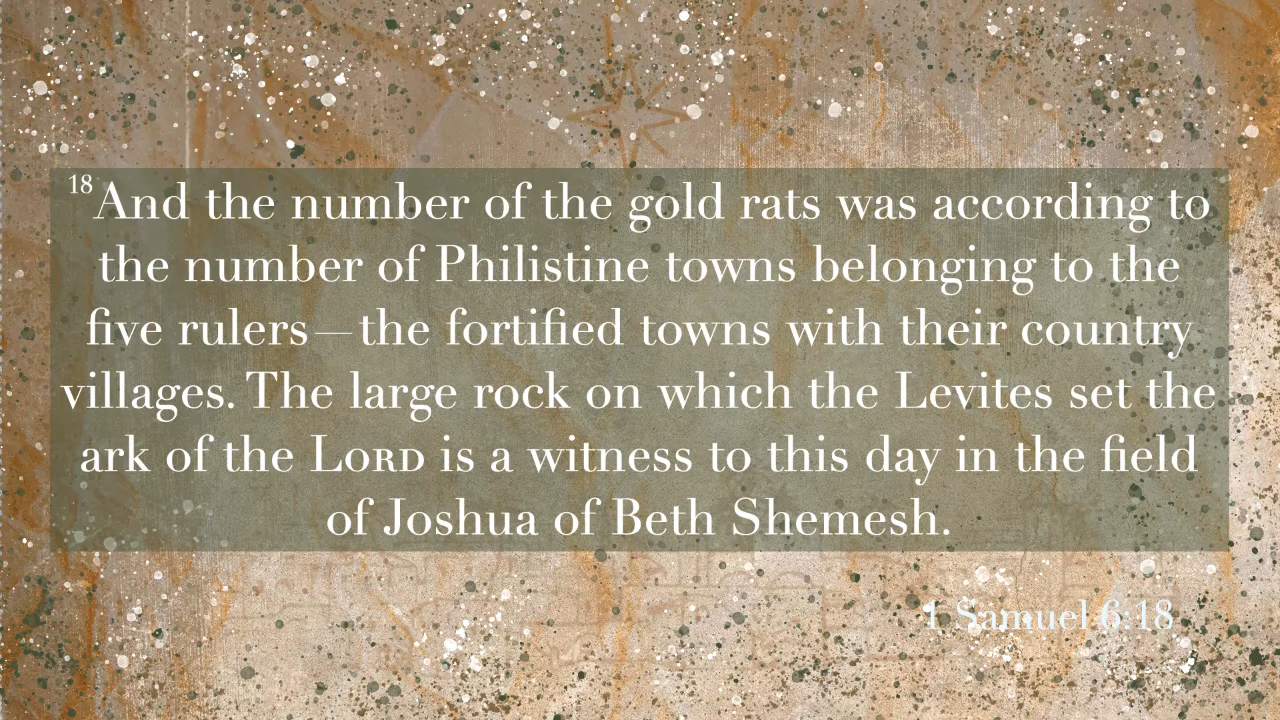 18 And the number of the gold rats was according to
the number of Philistine towns belonging to the
five rulers—the fortified towns with their country
villages. The large rock on which the Levites set the
ark of the LORD is a witness to this day in the field
of Joshua of Beth Shemesh.
1 Samuel 6:18